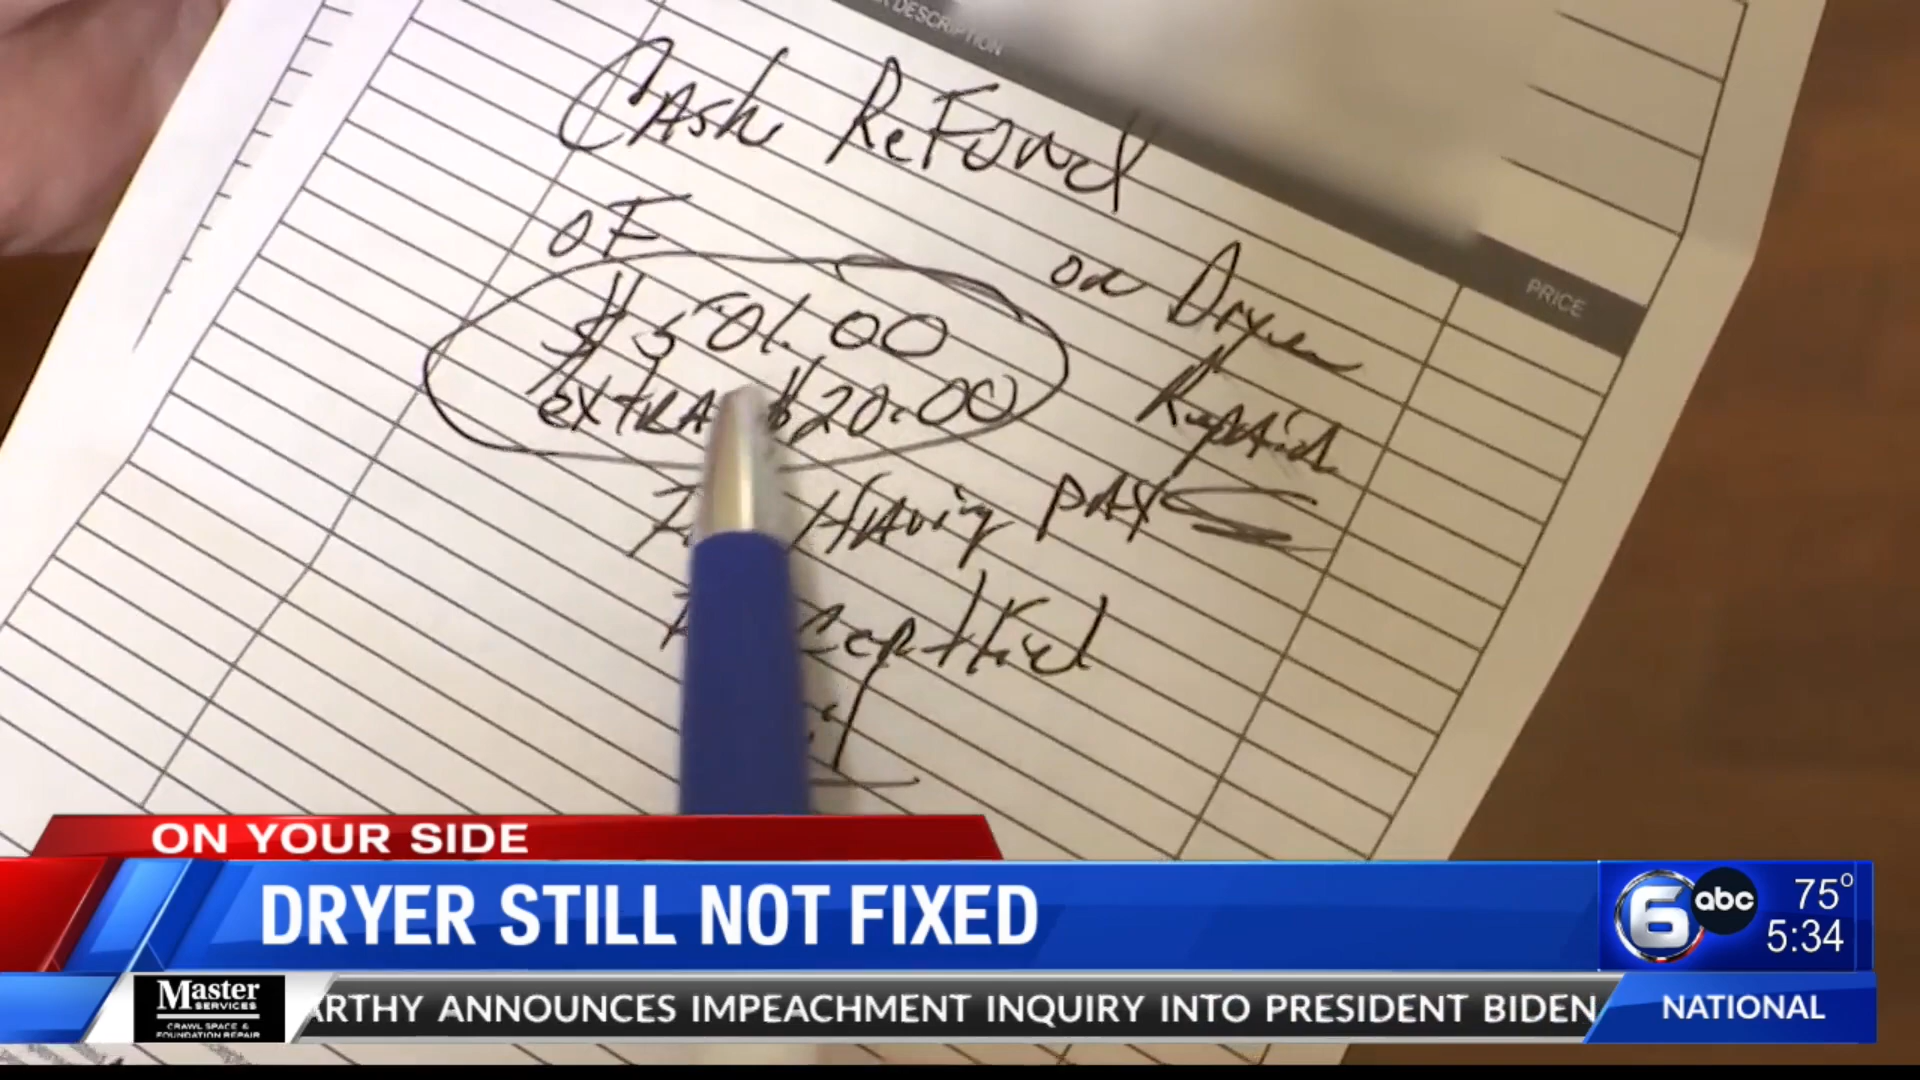 DESCRIPTION
Cash ReFund
OF on Dryer
$501.00
extRA $20.00
Having PAY
PRICE
ON YOUR SIDE
DRYER STILL NOT FIXED
6 abc 75°
5:34
Master
SERVICES
CRAWL SPACE &
FOUNDATION REPAIR
ARTHY ANNOUNCES IMPEACHMENT INQUIRY INTO PRESIDENT BIDEN
NATIONAL